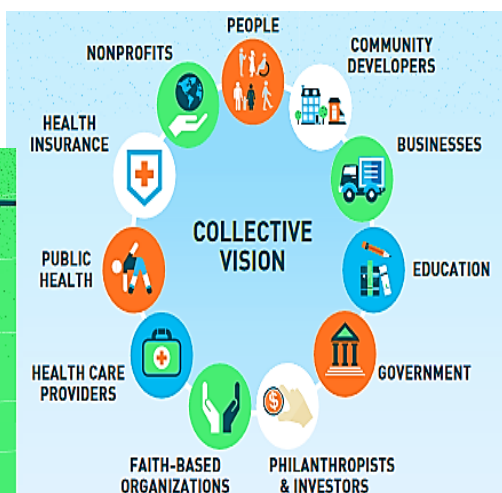 PEOPLE
COMMUNITY
DEVELOPERS
BUSINESSES
EDUCATION
GOVERNMENT
PHILANTHROPISTS
& INVESTORS
FAITH-BASED
ORGANIZATIONS
HEALTH CARE
PROVIDERS
PUBLIC
HEALTH
HEALTH
INSURANCE
NONPROFITS
COLLECTIVE
VISION
$